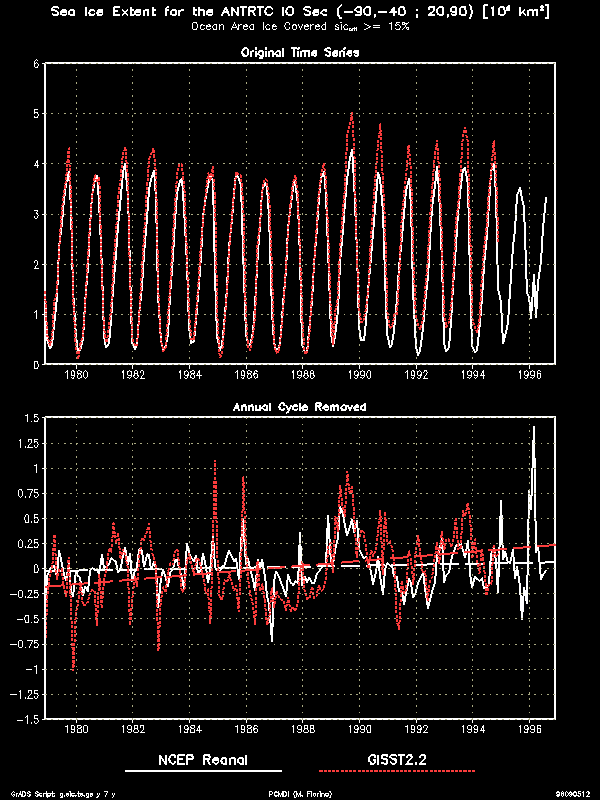 Sea Ice Extent for the ANTRTC IO Sec (-90,-40 ; 20,90) [10⁶ km²]
Ocean Area Ice Covered sic >= 15%
Original Time Series
6
5
4
3
2
1
0
1980 1982 1984 1986 1988 1990 1992 1994 1996
Annual Cycle Removed
1.5
1.25
1
0.75
0.5
0.25
0
-0.25
-0.5
-0.75
-1
-1.25
-1.5
1980 1982 1984 1986 1988 1990 1992 1994 1996
NCEP Reanal GISST2.2
GrADS Script: y 7 y PCMDI (M. Fiorino) 98090512